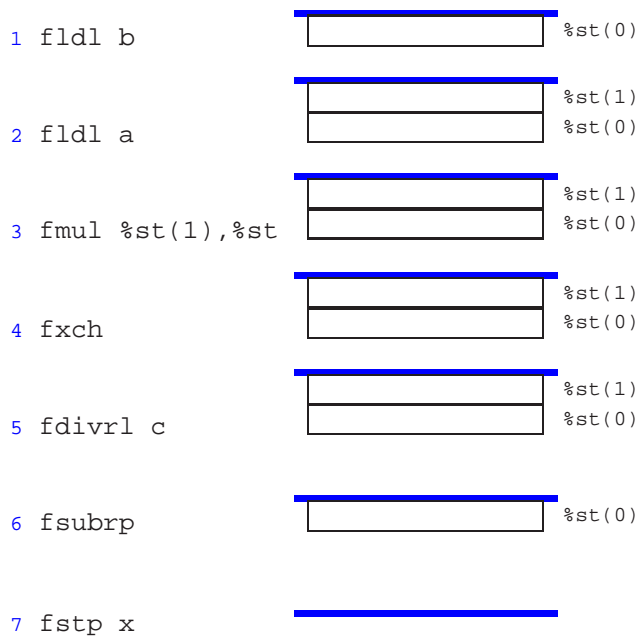 %st(0)
1 fldl b
%st(1)
%st(0)
2 fldl a
%st(1)
%st(0)
3 fmul %st(1),%st
%st(1)
%st(0)
4 fxch
%st(1)
%st(0)
5 fdivrl c
%st(0)
6 fsubrp
7 fstp x